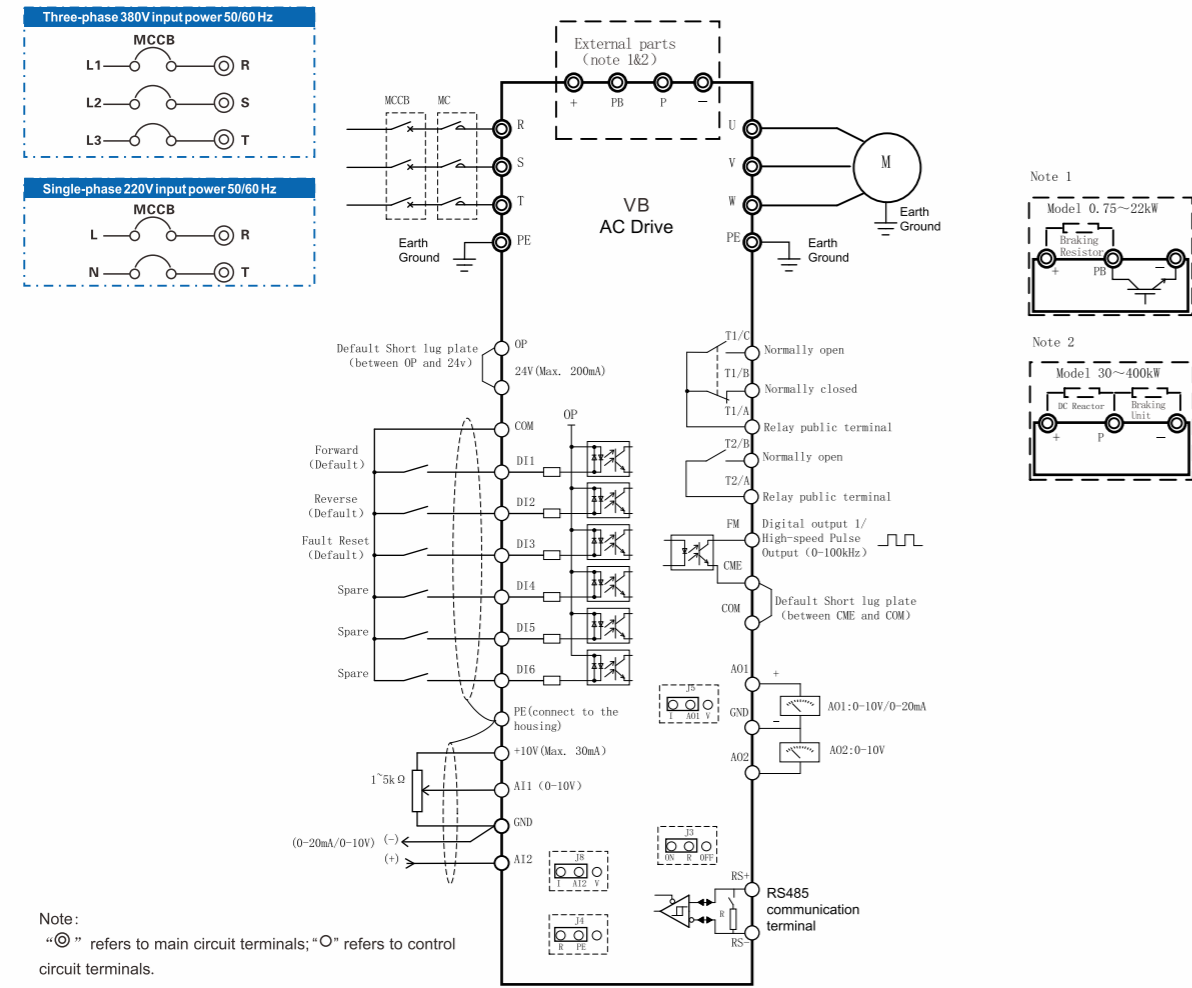 Three-phase 380V input power 50/60 Hz
MCCB
L1
R
L2
S
L3
T
Single-phase 220V input power 50/60 Hz
MCCB
L
R
N
T
External parts
(note 1&2)
+
PB
P
−
MCCB
MC
R
S
T
PE
Earth
Ground
VB
AC Drive
U
V
W
PE
M
Earth
Ground
Earth
Ground
Note 1
Model 0.75~22kW
Braking
Resistor
+
PB
−
Note 2
Model 30~400kW
DC Reactor
Braking
Unit
+
P
−
Default Short lug plate
(between OP and 24v)
OP
24V(Max. 200mA)
COM
OP
Forward
(Default)
DI1
Reverse
(Default)
DI2
Fault Reset
(Default)
DI3
Spare
DI4
Spare
DI5
Spare
DI6
PE(connect to the
housing)
+10V(Max. 30mA)
1~5kΩ
AI1 (0-10V)
GND
(0-20mA/0-10V) (-)
(+)
AI2
J8
I AI2 V
J4
R PE
T1/C
Normally open
T1/B
Normally closed
T1/A
Relay public terminal
T2/B
Normally open
T2/A
Relay public terminal
FM
Digital output 1/
High-speed Pulse
Output (0-100kHz)
CME
COM
Default Short lug plate
(between CME and COM)
J5
I AO1 V
AO1
+
GND
−
AO1:0-10V/0-20mA
AO2
AO2:0-10V
J3
ON R OFF
RS+
R
RS-
RS485
communication
terminal
Note:
“◎” refers to main circuit terminals; “O” refers to control
circuit terminals.